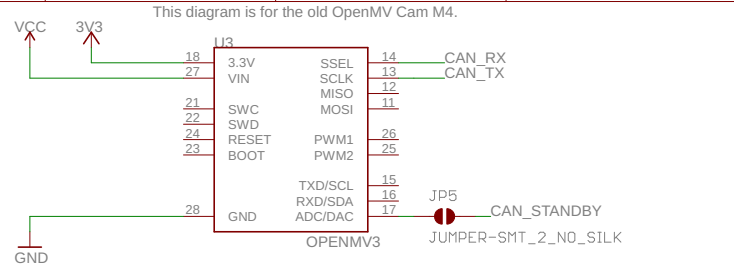 This diagram is for the old OpenMV Cam M4.
VCC 3V3
U3
18 3.3V SSEL 14 CAN_RX
27 VIN SCLK 13 CAN_TX
MISO 12
21 SWC MOSI 11
22 SWD
24 RESET PWM1 26
23 BOOT PWM2 25
TXD/SCL 15
RXD/SDA 16
28 GND ADC/DAC 17 JP5 CAN_STANDBY
OPENMV3 JUMPER-SMT_2_NO_SILK
GND